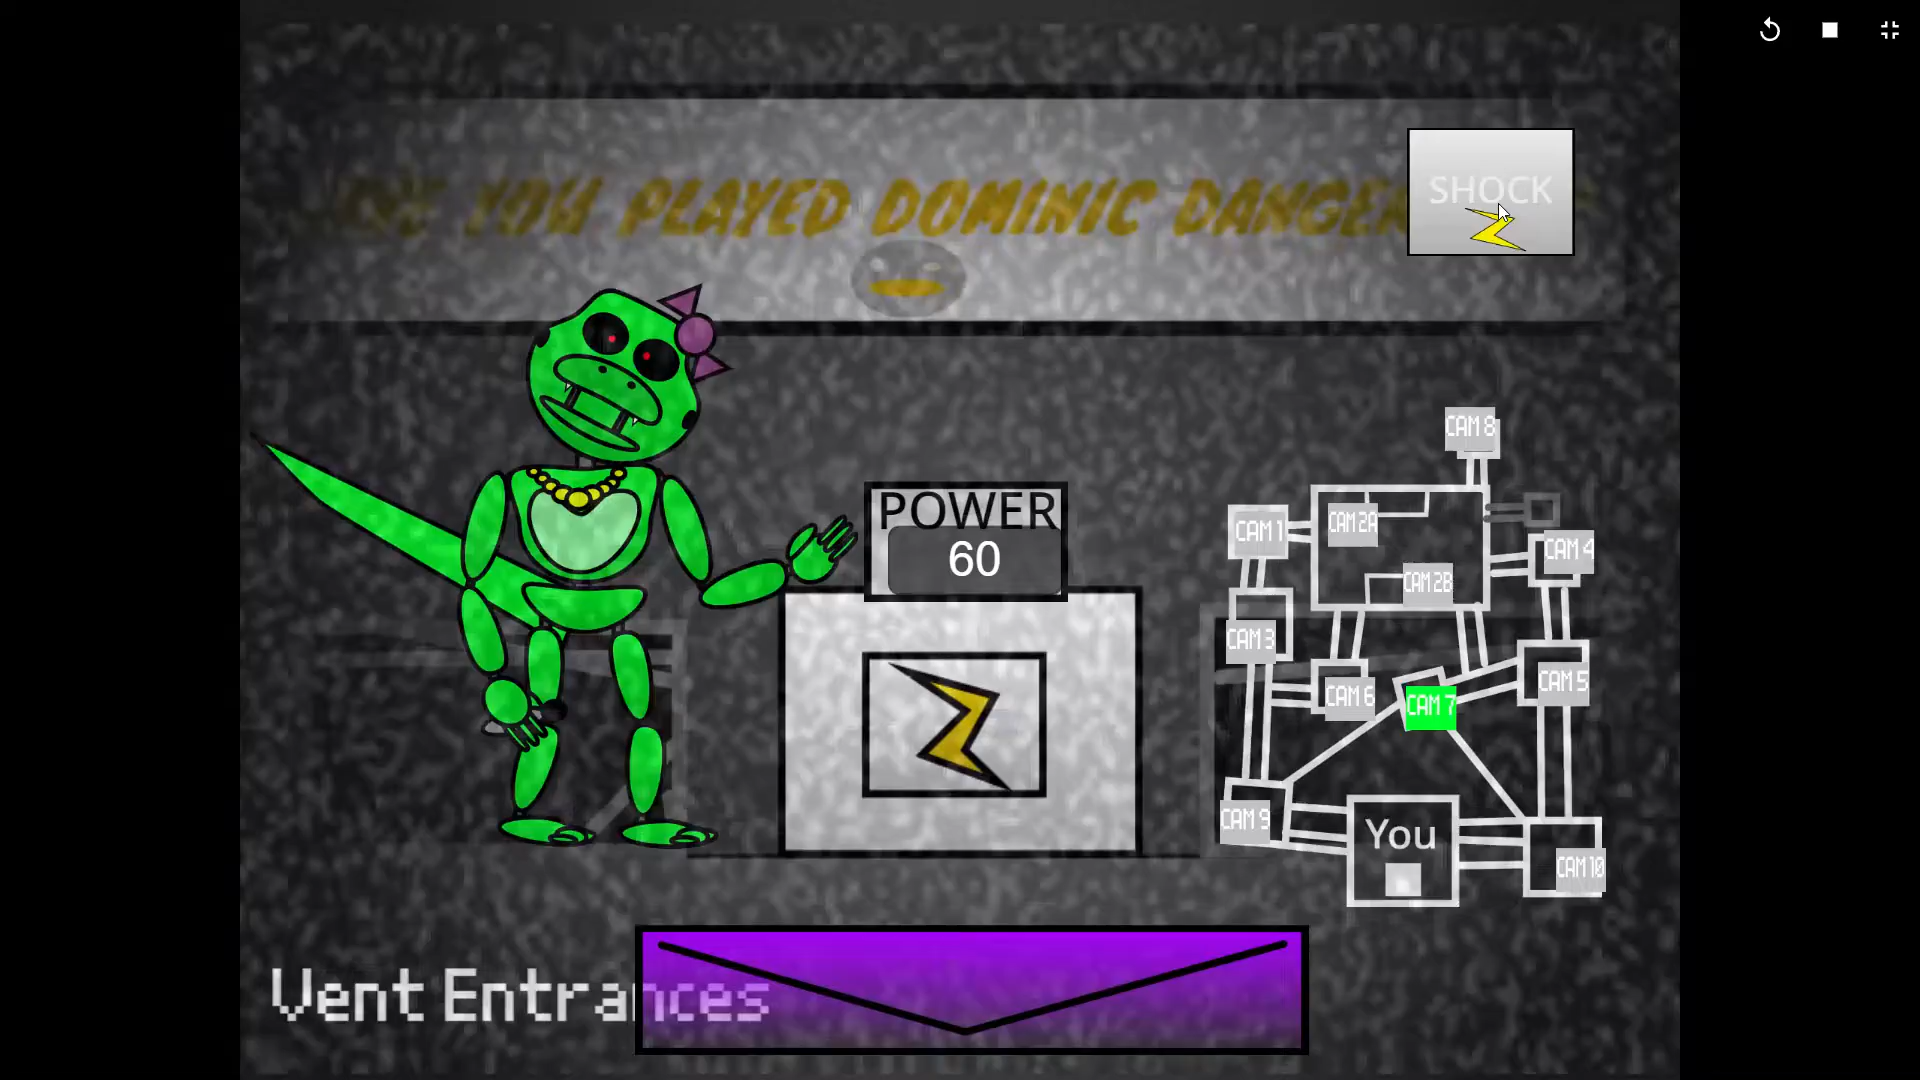 YOU PLAYED DOMINIC DANGER
SHOCK
CAM 8
POWER
60
CAM 1
CAM 2A
CAM 4
CAM 2B
CAM 3
CAM 6
CAM 7
CAM 5
CAM 9
You
CAM 10
Vent Entrances